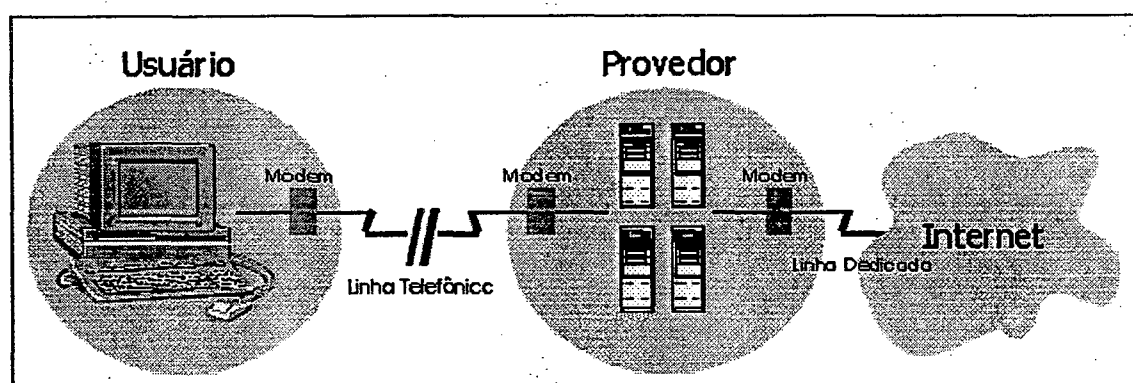 Usuário
Provedor
Modem
Modem
Modem
Linha Telefônicc
Linha Dedicada
Internet